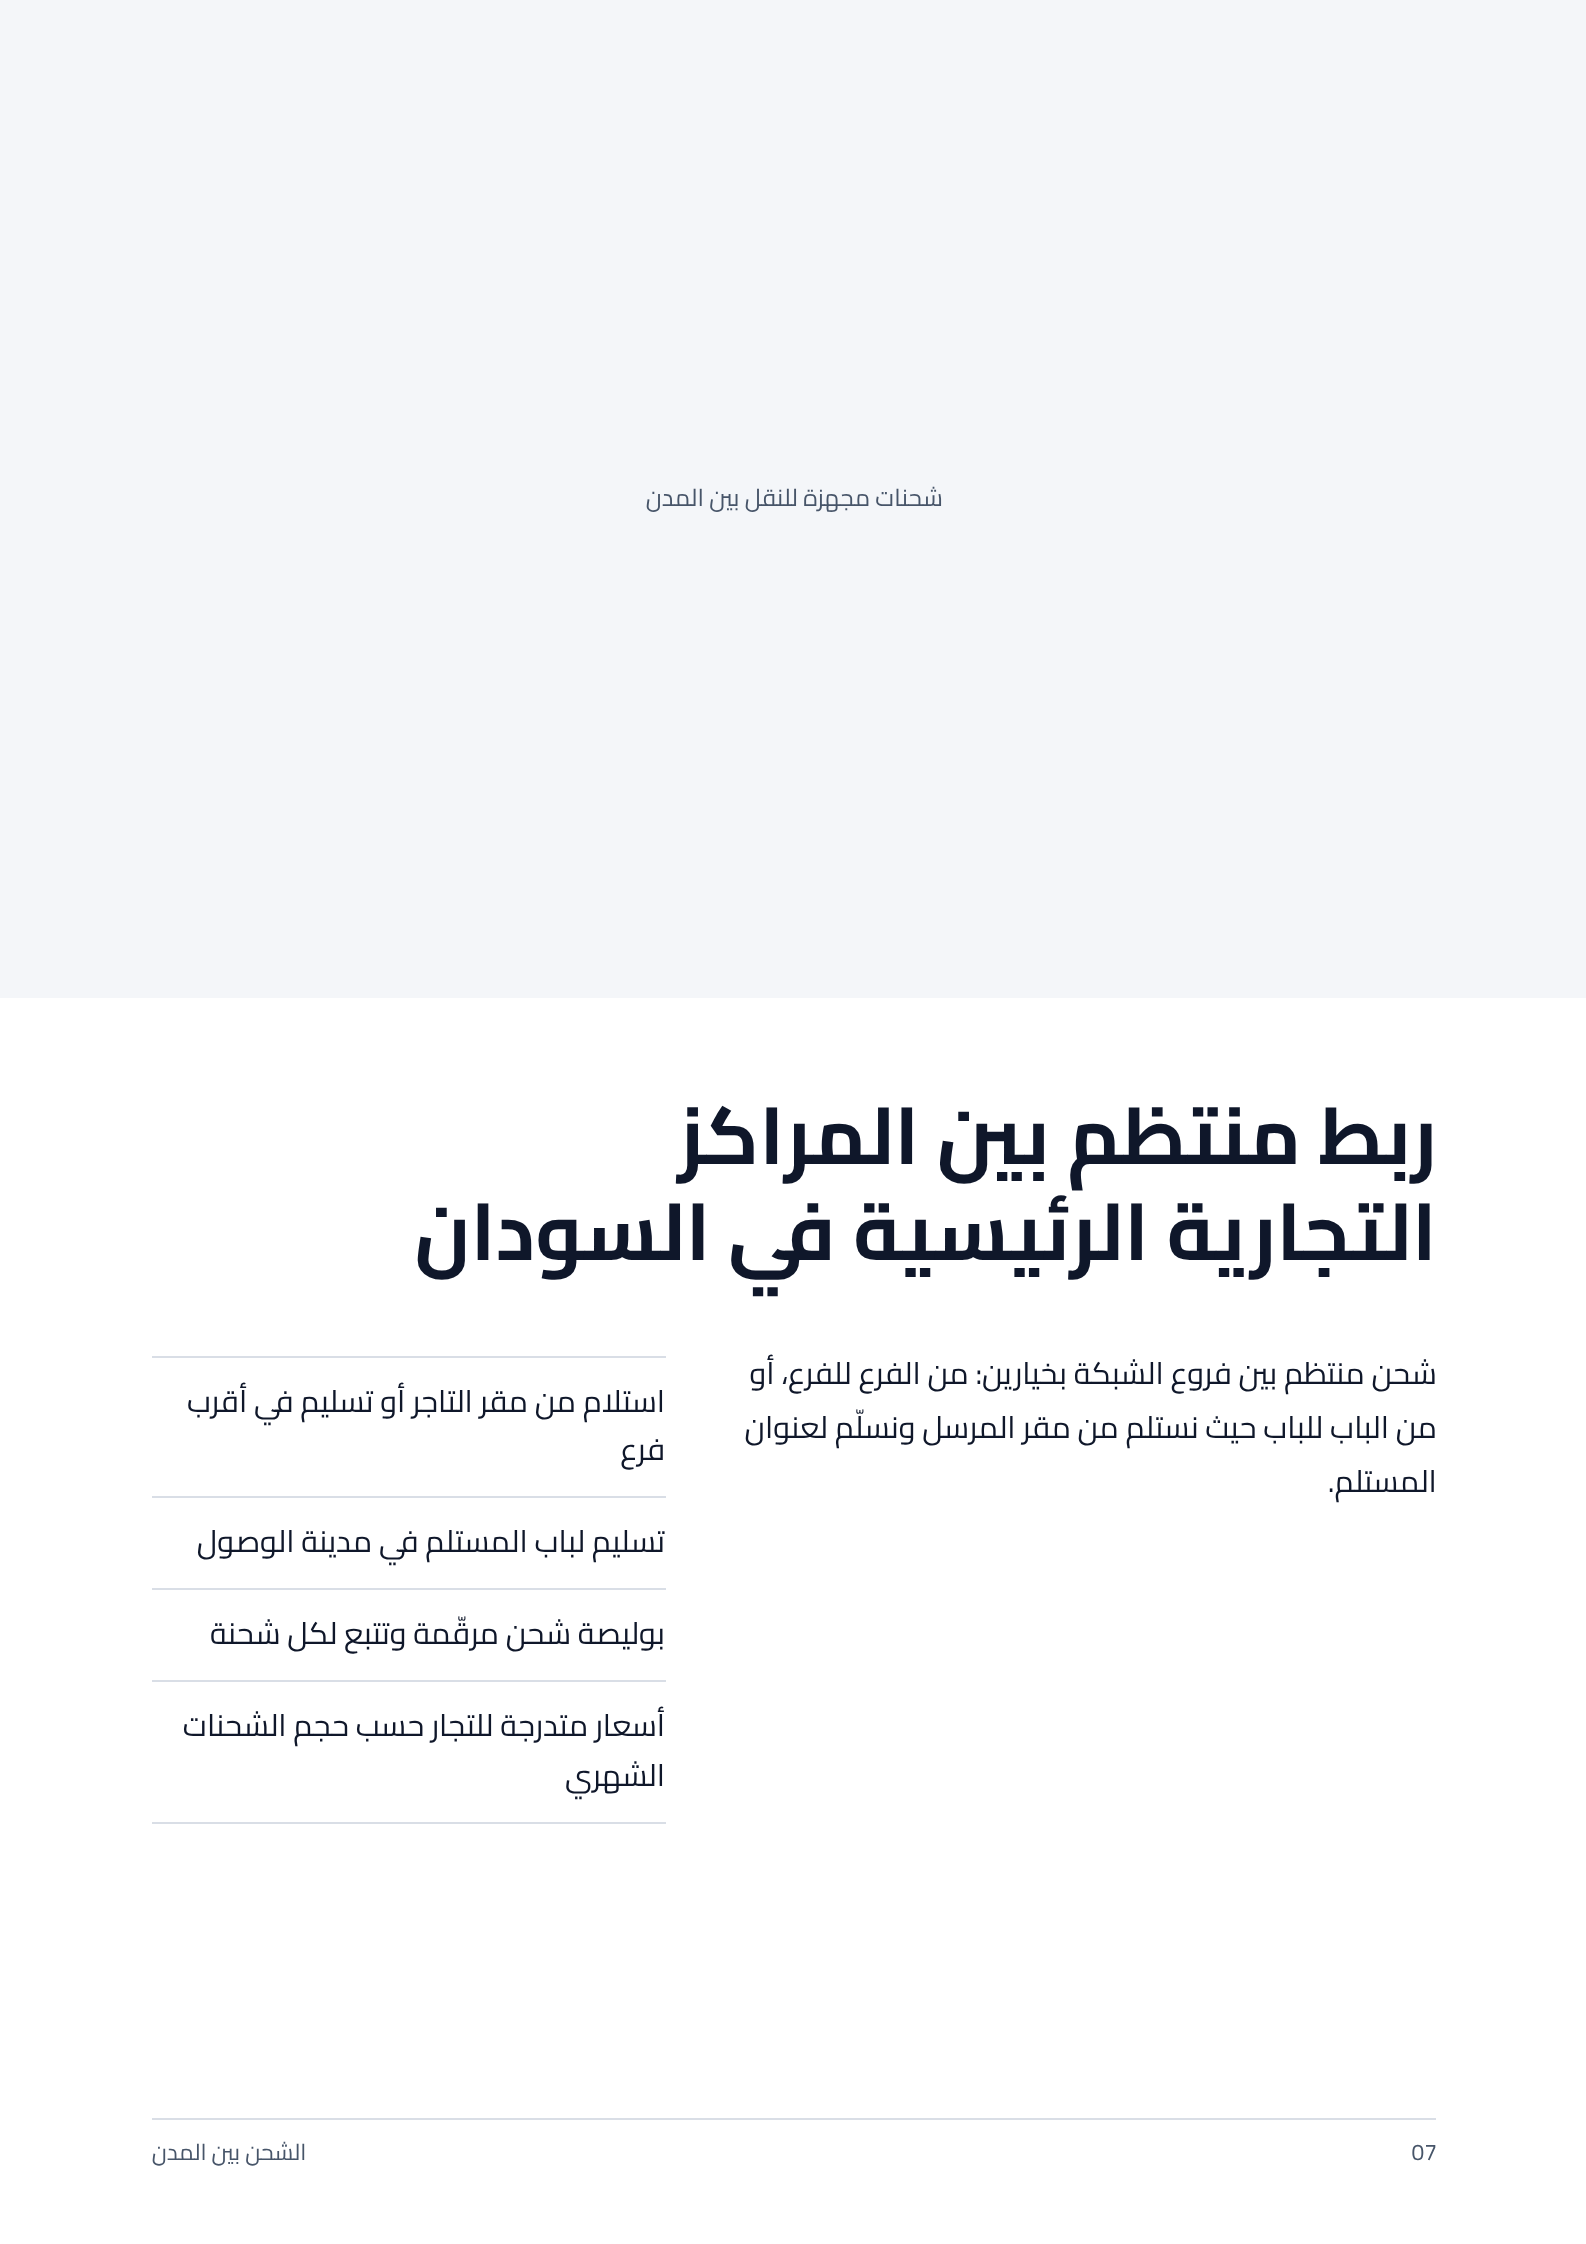 شحنات مجهزة للنقل بين المدن
ربط منتظم بين المراكز
التجارية الرئيسية في السودان
شحن منتظم بين فروع الشبكة بخيارين: من الفرع للفرع، أو
من الباب للباب حيث نستلم من مقر المرسل ونسلّم لعنوان
المستلم.
استلام من مقر التاجر أو تسليم في أقرب
فرع
تسليم لباب المستلم في مدينة الوصول
بوليصة شحن مرقّمة وتتبع لكل شحنة
أسعار متدرجة للتجار حسب حجم الشحنات
الشهري
07
الشحن بين المدن